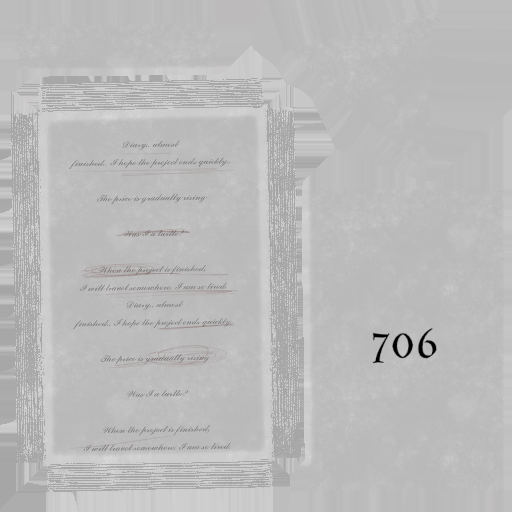 Diary, almost
finished. I hope the project ends quickly.
The price is gradually rising
Was I a turtle?
When the project is finished,
I will travel somewhere. I am so tired.
Diary, almost
finished. I hope the project ends quickly.
The price is gradually rising
Was I a turtle?
When the project is finished,
I will travel somewhere. I am so tired.
706